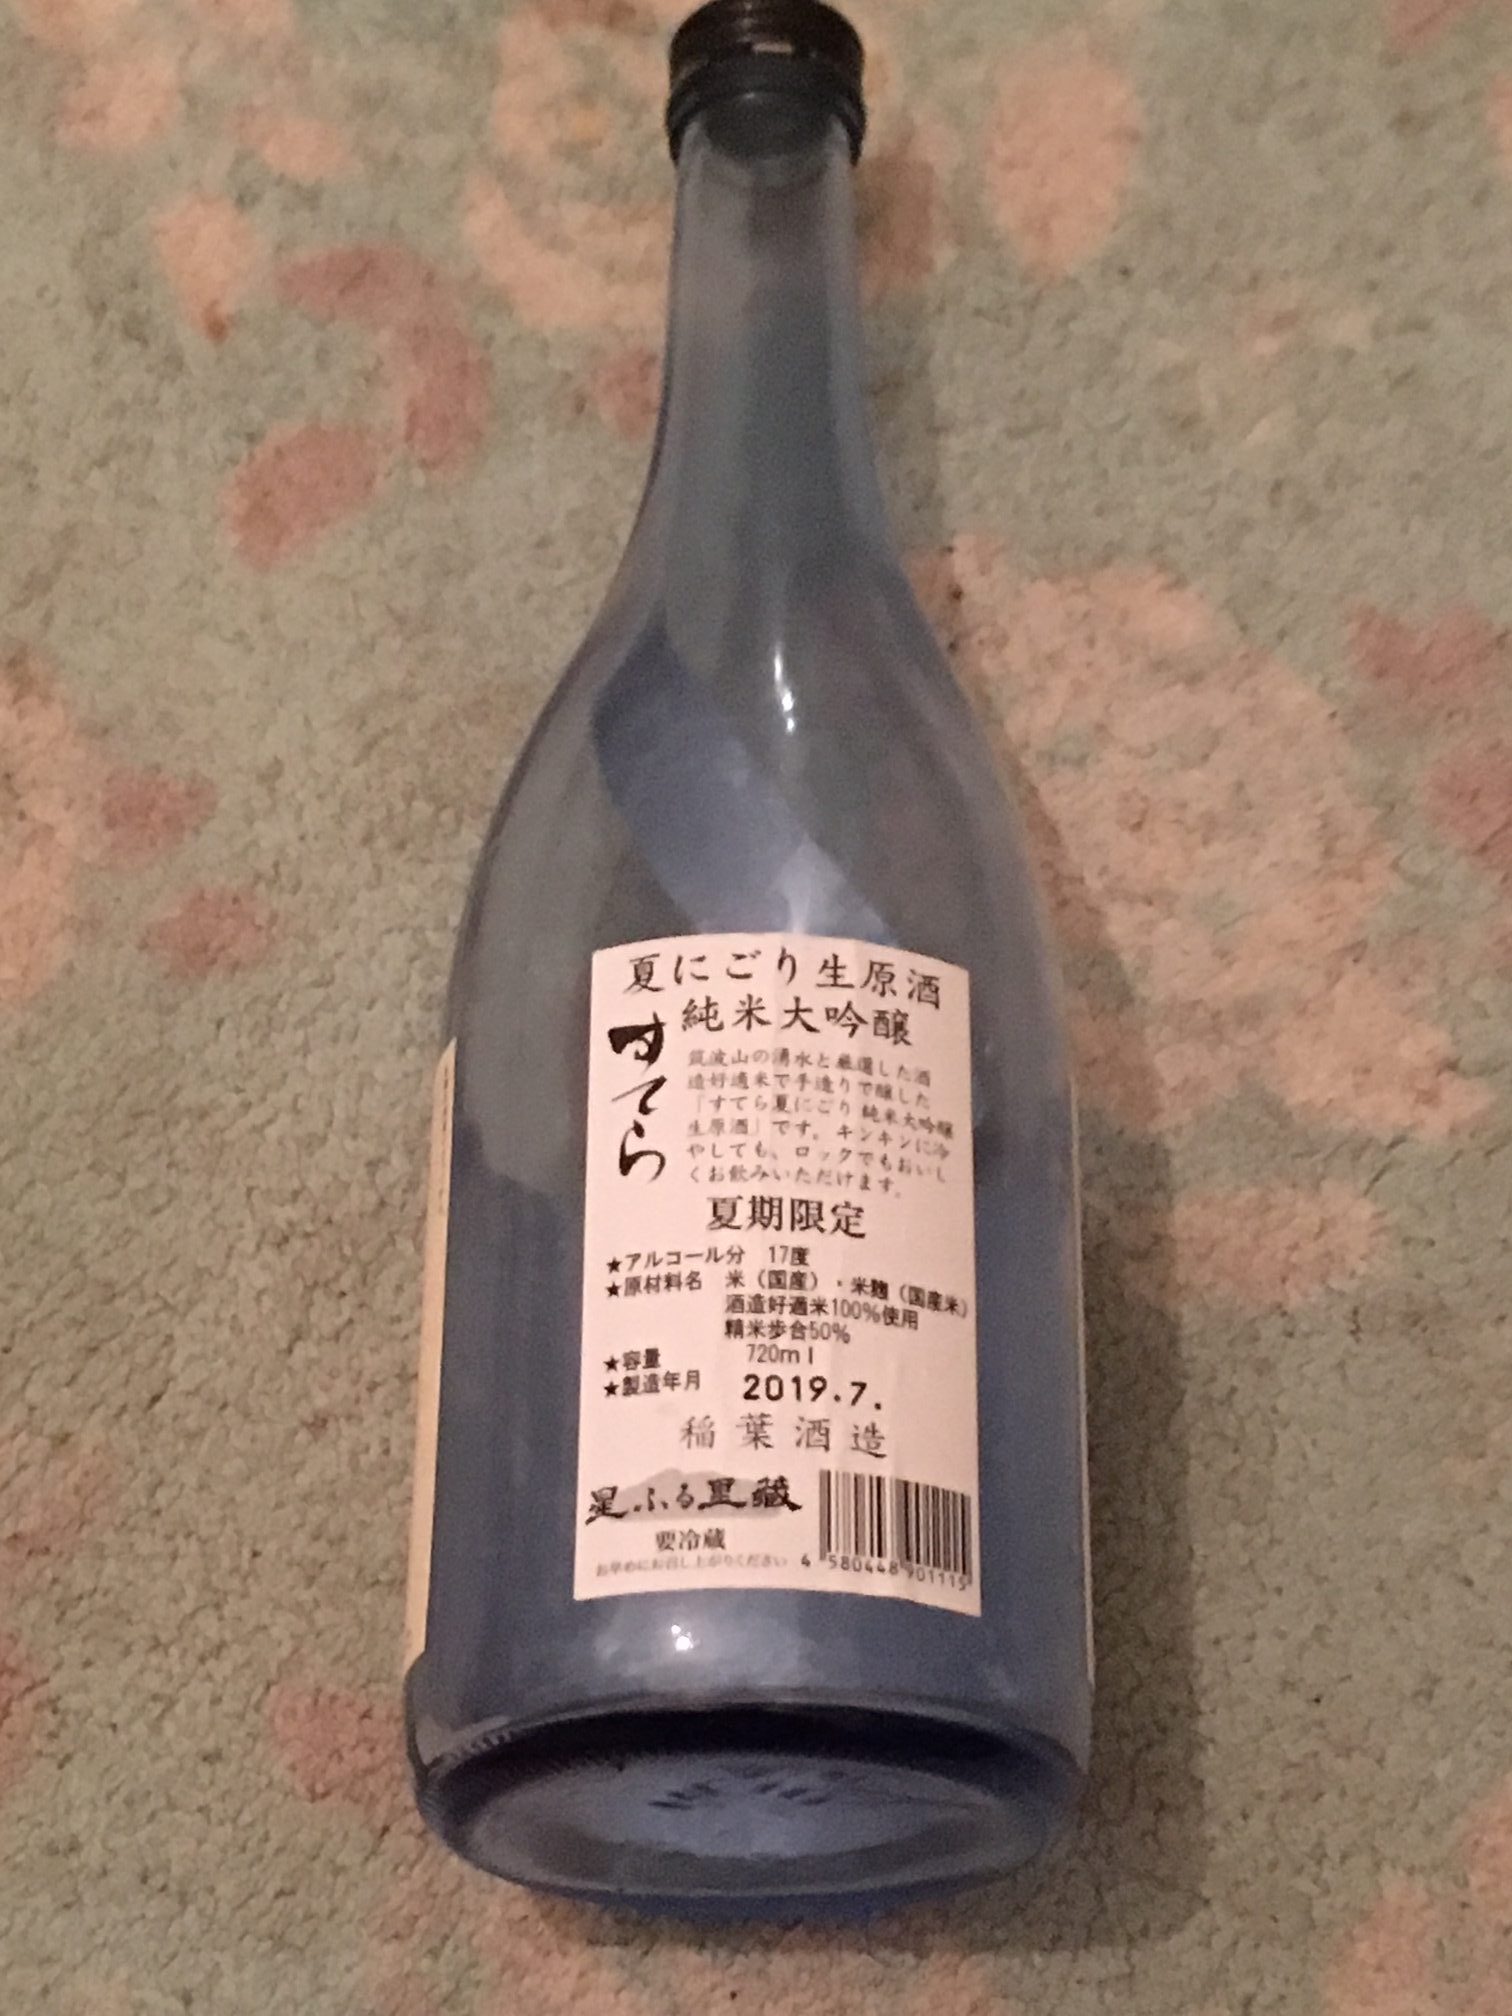 夏にごり生原酒
純米大吟醸
すてら
筑波山の湧水と厳選した酒
造好適米で手造りで醸した
「すてら夏にごり 純米大吟醸
生原酒」です。キンキンに冷
やしても、ロックでもおいし
くお飲みいただけます。
夏期限定
★アルコール分 17度
★原材料名 米（国産）・米麹（国産米）
酒造好適米100％使用
精米歩合50％
★容量 720ml
★製造年月 2019.7.
稲葉酒造
星ふる里蔵
要冷蔵
お早めにお召し上がりください
4 580448 901115